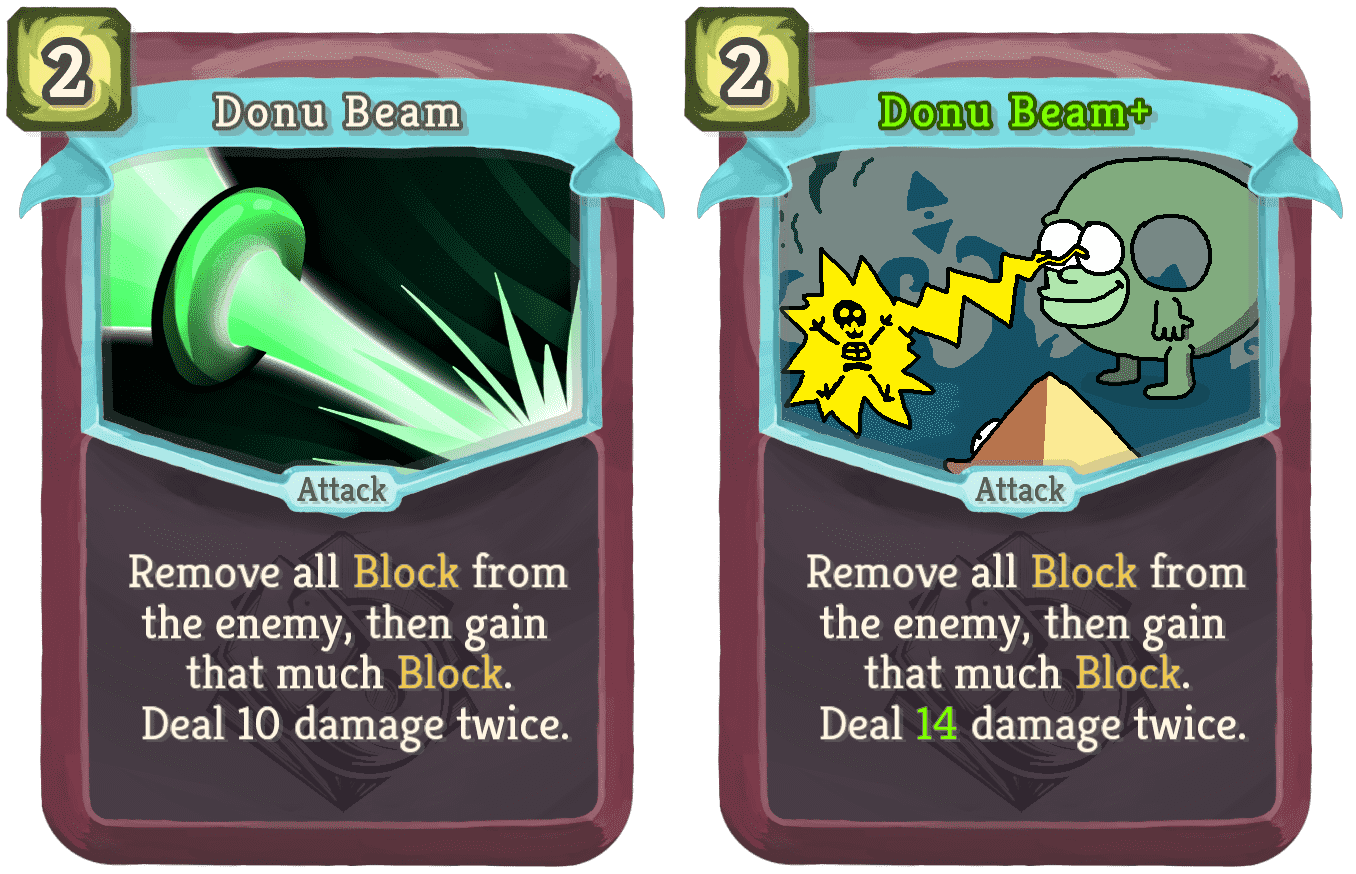 2
Donu Beam
Attack
Remove all Block from
the enemy, then gain
that much Block.
Deal 10 damage twice.
2
Donu Beam+
Attack
Remove all Block from
the enemy, then gain
that much Block.
Deal 14 damage twice.